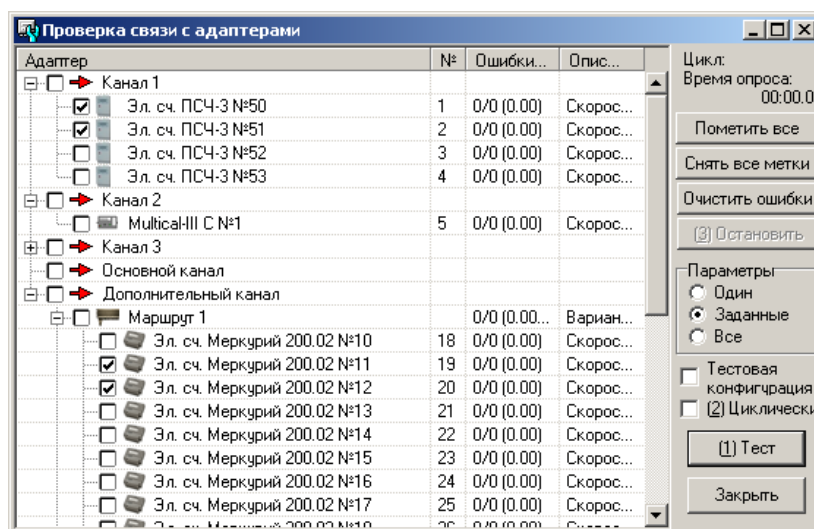 Проверка связи с адаптерами
Адаптер № Ошибки... Опис...
Канал 1
Эл. сч. ПСЧ-3 №50 1 0/0 (0.00) Скорос...
Эл. сч. ПСЧ-3 №51 2 0/0 (0.00) Скорос...
Эл. сч. ПСЧ-3 №52 3 0/0 (0.00) Скорос...
Эл. сч. ПСЧ-3 №53 4 0/0 (0.00) Скорос...
Канал 2
Multical-III C №1 5 0/0 (0.00) Скорос...
Канал 3
Основной канал
Дополнительный канал
Маршрут 1 0/0 (0.00... Вариан...
Эл. сч. Меркурий 200.02 №10 18 0/0 (0.00) Скорос...
Эл. сч. Меркурий 200.02 №11 19 0/0 (0.00) Скорос...
Эл. сч. Меркурий 200.02 №12 20 0/0 (0.00) Скорос...
Эл. сч. Меркурий 200.02 №13 21 0/0 (0.00) Скорос...
Эл. сч. Меркурий 200.02 №14 22 0/0 (0.00) Скорос...
Эл. сч. Меркурий 200.02 №15 23 0/0 (0.00) Скорос...
Эл. сч. Меркурий 200.02 №16 24 0/0 (0.00) Скорос...
Эл. сч. Меркурий 200.02 №17 25 0/0 (0.00) Скорос...
Цикл:
Время опроса:
00:00.0
Пометить все
Снять все метки
Очистить ошибки
(3) Остановить
Параметры
Один
Заданные
Все
Тестовая
конфигурация
(2) Циклически
(1) Тест
Закрыть